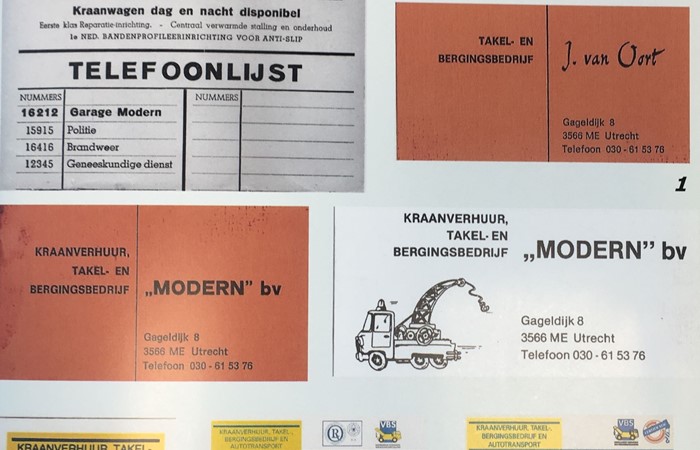 Kraanwagen dag en nacht disponibel
Eerste klas Reparatie-inrichting. - Centraal verwarmde stalling en onderhoud
1e NED. BANDENPROFILEERINRICHTING VOOR ANTI-SLIP
TELEFOONLIJST
NUMMERS NUMMERS
16212 Garage Modern
15915 Politie
16416 Brandweer
12345 Geneeskundige dienst
TAKEL- EN
BERGINGSBEDRIJF
J. van Oort
Gageldijk 8
3566 ME Utrecht
Telefoon 030 - 61 53 76
1
KRAANVERHUUR,
TAKEL- EN
BERGINGSBEDRIJF
„MODERN" bv
Gageldijk 8
3566 ME Utrecht
Telefoon 030 - 61 53 76
KRAANVERHUUR,
TAKEL- EN
BERGINGSBEDRIJF
„MODERN" bv
Gageldijk 8
3566 ME Utrecht
Telefoon 030 - 61 53 76
KRAANVERHUUR, TAKEL-
KRAANVERHUUR, TAKEL-,
BERGINGSBEDRIJF EN
AUTOTRANSPORT
R
VBS
KRAANVERHUUR, TAKEL-,
BERGINGSBEDRIJF EN
AUTOTRANSPORT
VBS